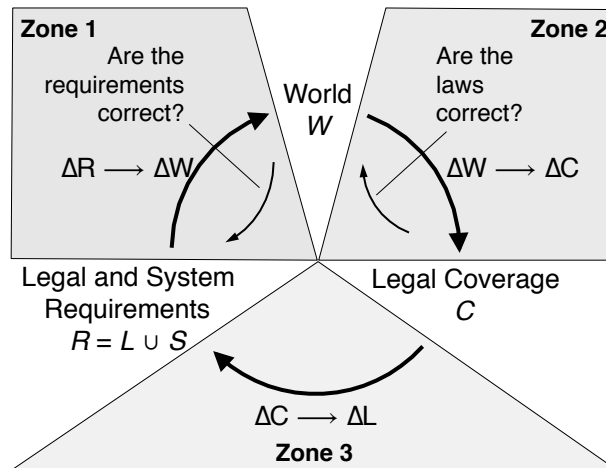 Zone 1
Are the
requirements
correct?
ΔR ⟶ ΔW
World
W
Zone 2
Are the
laws
correct?
ΔW ⟶ ΔC
Legal and System
Requirements
R = L ∪ S
Legal Coverage
C
ΔC ⟶ ΔL
Zone 3